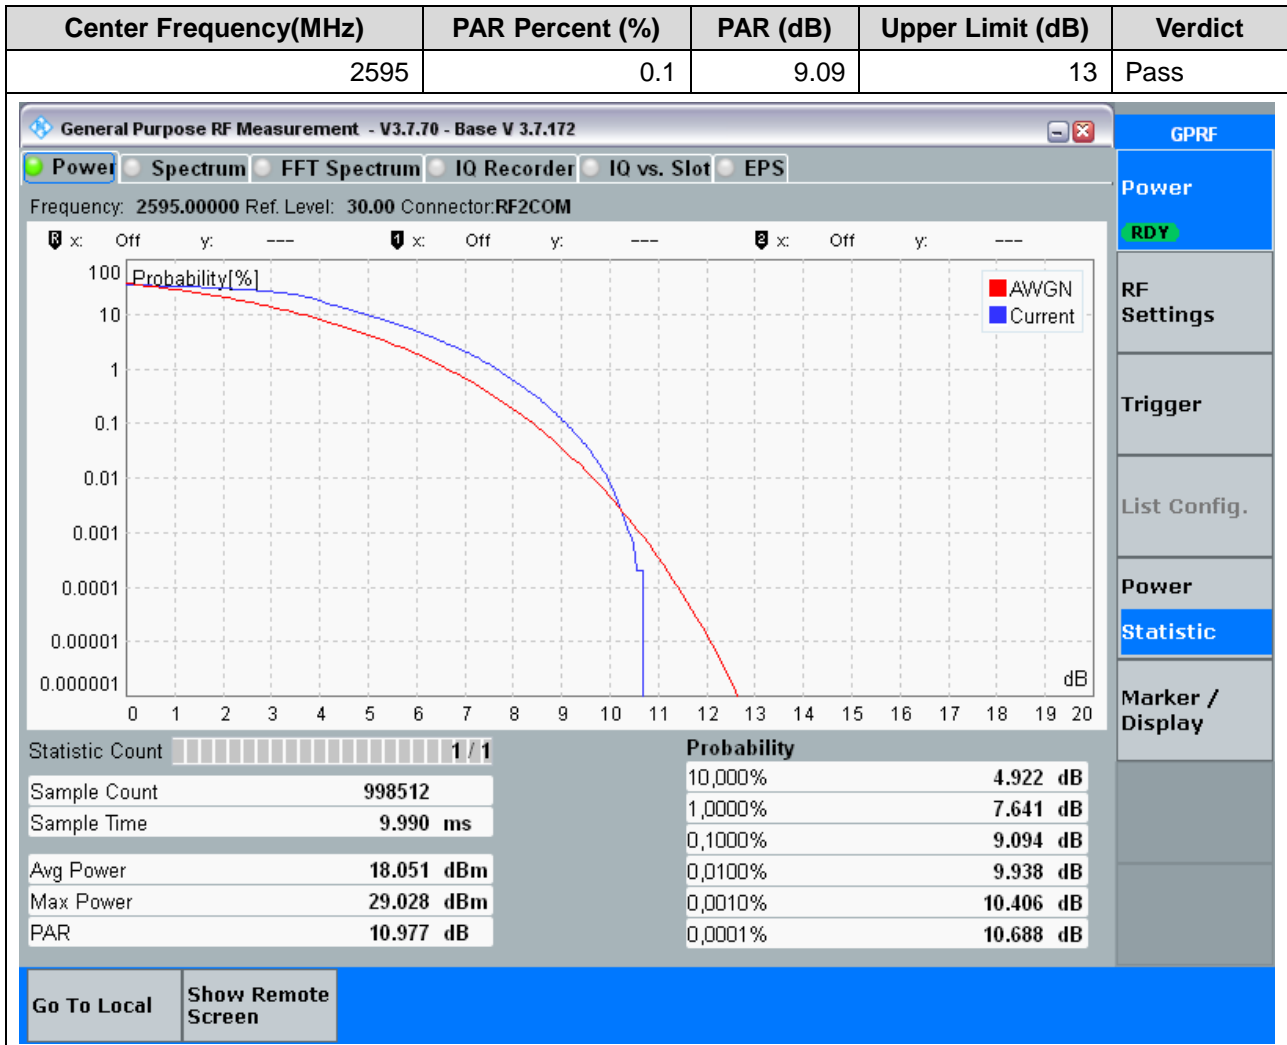 Center Frequency(MHz) PAR Percent (%) PAR (dB) Upper Limit (dB) Verdict
2595 0.1 9.09 13 Pass
General Purpose RF Measurement - V3.7.70 - Base V 3.7.172
GPRF
Power Spectrum FFT Spectrum IQ Recorder IQ vs. Slot EPS
Frequency: 2595.00000 Ref. Level: 30.00 Connector:RF2COM
R x: Off y: --- 1 x: Off y: --- 2 x: Off y: ---
Probability[%]
AWGN
Current
100
10
1
0.1
0.01
0.001
0.0001
0.00001
0.000001
dB
0 1 2 3 4 5 6 7 8 9 10 11 12 13 14 15 16 17 18 19 20
Statistic Count 1 / 1
Sample Count 998512
Sample Time 9.990 ms
Avg Power 18.051 dBm
Max Power 29.028 dBm
PAR 10.977 dB
Probability
10,000% 4.922 dB
1,0000% 7.641 dB
0,1000% 9.094 dB
0,0100% 9.938 dB
0,0010% 10.406 dB
0,0001% 10.688 dB
Power
RDY
RF
Settings
Trigger
List Config.
Power
Statistic
Marker /
Display
Go To Local
Show Remote
Screen